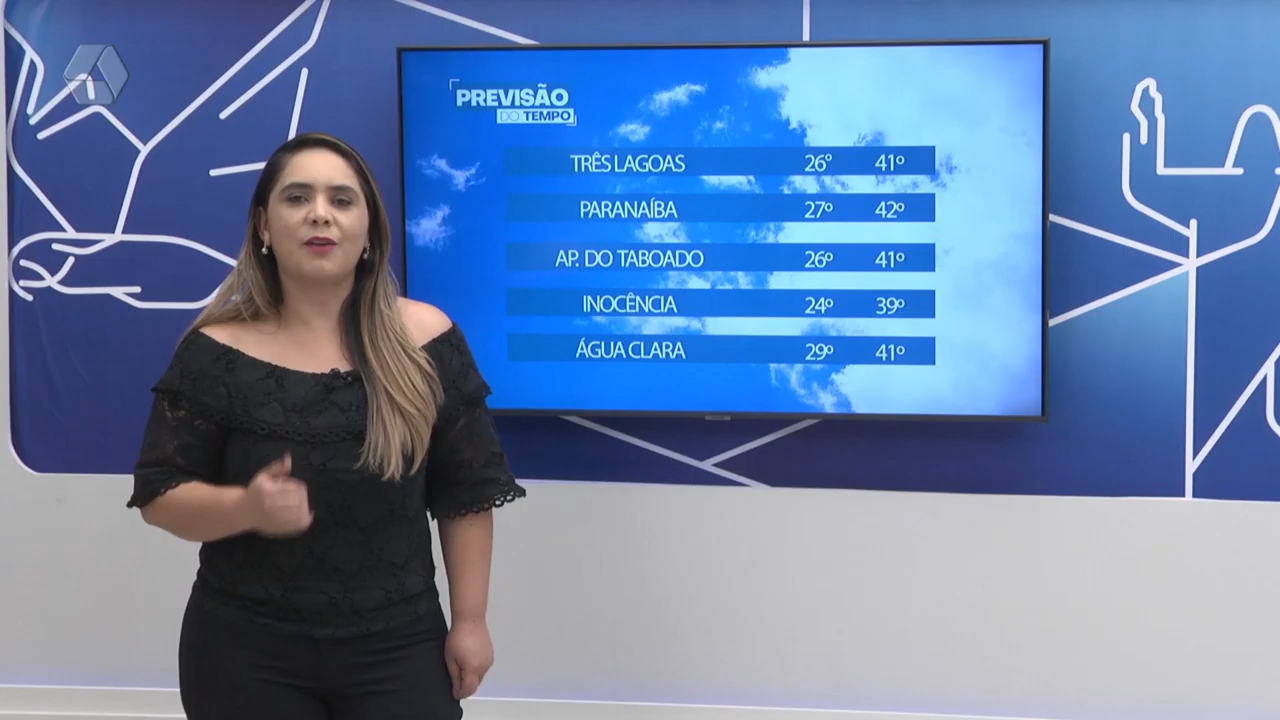 PREVISÃO
DO TEMPO
TRÊS LAGOAS 26º 41º
PARANAÍBA 27º 42º
AP. DO TABOADO 26º 41º
INOCÊNCIA 24º 39º
ÁGUA CLARA 29º 41º